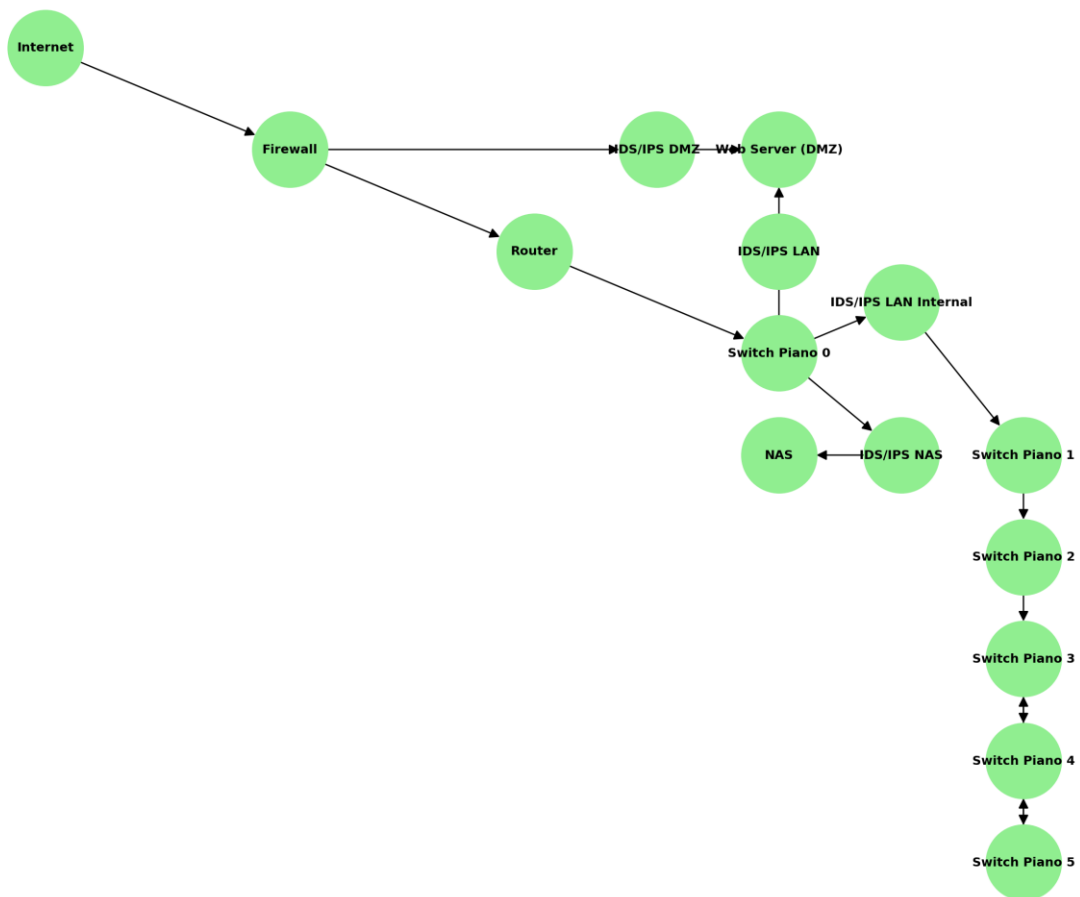 Internet
Firewall
IDS/IPS DMZ
Web Server (DMZ)
Router
IDS/IPS LAN
IDS/IPS LAN Internal
Switch Piano 0
NAS
IDS/IPS NAS
Switch Piano 1
Switch Piano 2
Switch Piano 3
Switch Piano 4
Switch Piano 5